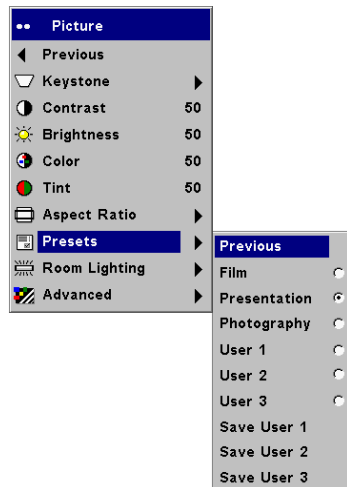 Picture
Previous
Keystone
Contrast 50
Brightness 50
Color 50
Tint 50
Aspect Ratio
Presets
Room Lighting
Advanced
Previous
Film
Presentation
Photography
User 1
User 2
User 3
Save User 1
Save User 2
Save User 3